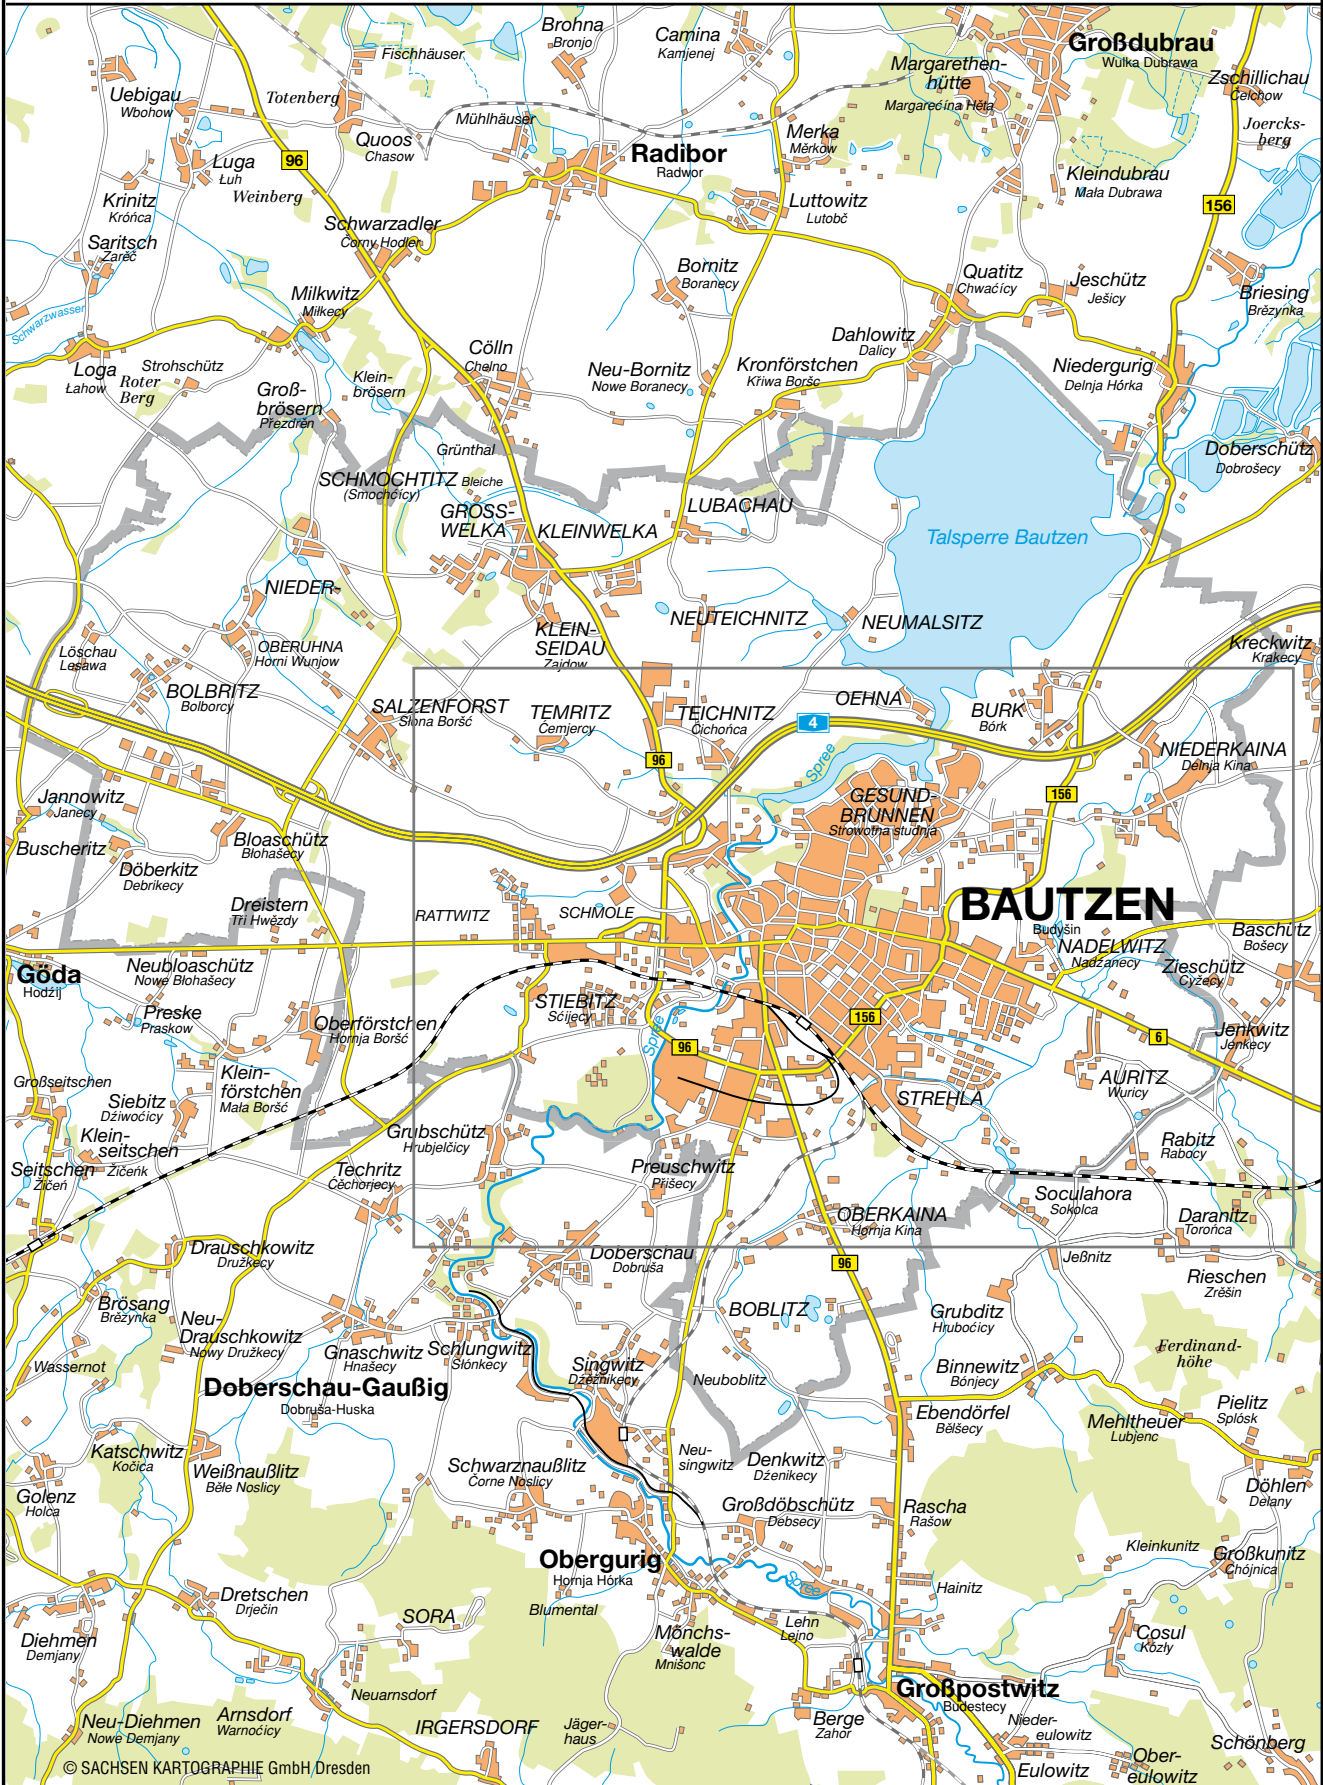 Brohna
Bronjo
Camina
Kamjenej
Großdubrau
Wulka Dubrawa
Fischhäuser
Margarethen-
hütte
Margarećina Hěta
Zschillichau
Čelchow
Uebigau
Wbohow
Totenberg
Mühlhäuser
Quoos
Chasow
Merka
Měrkow
Joercks-
berg
Radibor
Radwor
96
Luga
Łuh
Weinberg
Kleindubrau
Mała Dubrawa
Krinitz
Króńca
Luttowitz
Lutobč
156
Schwarzadler
Čorny Hodler
Saritsch
Zarěč
Bornitz
Boranecy
Quatitz
Chwaćicy
Jeschütz
Ješicy
Briesing
Brězynka
Milkwitz
Miłkecy
Schwarzwasser
Dahlowitz
Dalicy
Cölln
Chelno
Loga
Łahow
Roter
Berg
Strohschütz
Klein-
brösern
Neu-Bornitz
Nowe Boranecy
Kronförstchen
Křiwa Boršć
Niedergurig
Delnja Hórka
Groß-
brösern
Přezdrěń
Grünthal
Doberschütz
Dobrošecy
SCHMOCHTITZ
(Smochćicy)
Bleiche
GROSS-
WELKA
KLEINWELKA
LUBACHAU
Talsperre Bautzen
NIEDER-
NEUTEICHNITZ
NEUMALSITZ
KLEIN-
SEIDAU
Zajdow
Löschau
Lesawa
OBERUHNA
Horni Wunjow
Kreckwitz
Krakecy
BOLBRITZ
Bolborcy
SALZENFORST
Słona Boršć
TEMRITZ
Čemjercy
TEICHNITZ
Cichońca
OEHNA
BURK
Bórk
4
NIEDERKAINA
Delnja Kina
96
Spree
Jannowitz
Janecy
GESUND-
BRUNNEN
Strowotna studnja
156
Buscheritz
Bloaschütz
Błohašecy
Döberkitz
Debrikecy
Dreistern
Tři Hwězdy
RATTWITZ
SCHMOLE
BAUTZEN
Budyšin
Baschütz
Bošecy
NADELWITZ
Nadźanecy
Göda
Hodźij
Neubloaschütz
Nowe Błohašecy
Zieschütz
Cyžecy
STIEBITZ
Sćijecy
Preske
Praskow
Oberförstchen
Hornja Boršć
Spree
156
96
6
Jenkwitz
Jenkecy
Großseitschen
Klein-
förstchen
Mała Boršć
AURITZ
Wuricy
Siebitz
Dźiwoćicy
STREHLA
Klein-
seitschen
Žičeńk
Grubschütz
Hrubjelčicy
Rabitz
Rabocy
Seitschen
Žičeń
Techritz
Ćěchorjecy
Preuschwitz
Přišecy
Soculahora
Sokolca
OBERKAINA
Hornja Kina
Daranitz
Torońca
Drauschkowitz
Družkecy
Doberschau
Dobruša
Jeßnitz
96
Rieschen
Zrěšin
Brösang
Brězynka
Neu-
Drauschkowitz
Nowy Družkecy
BOBLITZ
Grubditz
Hruboćicy
Gnaschwitz
Hnašecy
Schlungwitz
Słónkecy
Wassernot
Singwitz
Dźěžnikecy
Ferdinand-
höhe
Neuboblitz
Binnewitz
Bónjecy
Doberschau-Gaußig
Dobruša-Huska
Pielitz
Splósk
Ebendörfel
Bělšecy
Mehltheuer
Lubjenc
Katschwitz
Kočica
Neu-
singwitz
Denkwitz
Dźenikecy
Schwarznaußlitz
Čorne Noslicy
Weißnaußlitz
Běłe Noslicy
Golenz
Holca
Döhlen
Delany
Großdöbschütz
Debsecy
Rascha
Rašow
Obergurig
Hornja Hórka
Kleinkunitz
Großkunitz
Chójnica
Spree
Hainitz
Dretschen
Drječin
Blumental
SORA
Lehn
Lejno
Diehmen
Demjany
Mönchs-
walde
Mnišonc
Cosul
Kózły
Neuarnsdorf
Großpostwitz
Budestecy
Neu-Diehmen
Nowe Demjany
Arnsdorf
Warnoćicy
IRGERSDORF
Jäger-
haus
Berge
Zahor
Nieder-
eulowitz
Schönberg
Eulowitz
Ober-
eulowitz
© SACHSEN KARTOGRAPHIE GmbH Dresden